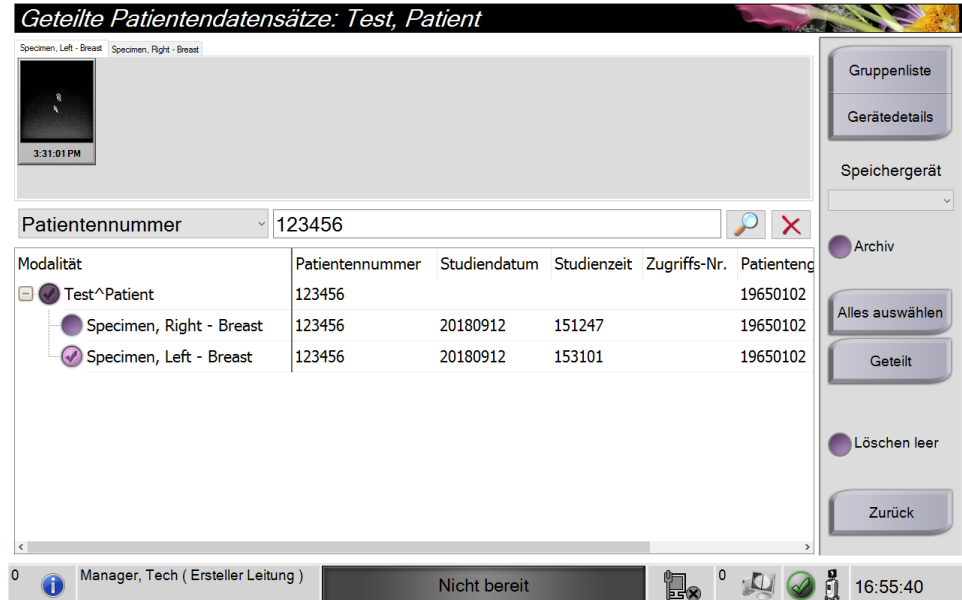 Geteilte Patientendatensätze: Test, Patient
Specimen, Left - Breast Specimen, Right - Breast
3:31:01 PM
Gruppenliste
Gerätedetails
Speichergerät
Archiv
Alles auswählen
Geteilt
Löschen leer
Zurück
Patientennummer 123456
Modalität Patientennummer Studiendatum Studienzeit Zugriffs-Nr. Patienteng
Test^Patient 123456 19650102
Specimen, Right - Breast 123456 20180912 151247 19650102
Specimen, Left - Breast 123456 20180912 153101 19650102
0 Manager, Tech ( Ersteller Leitung ) Nicht bereit 0 16:55:40